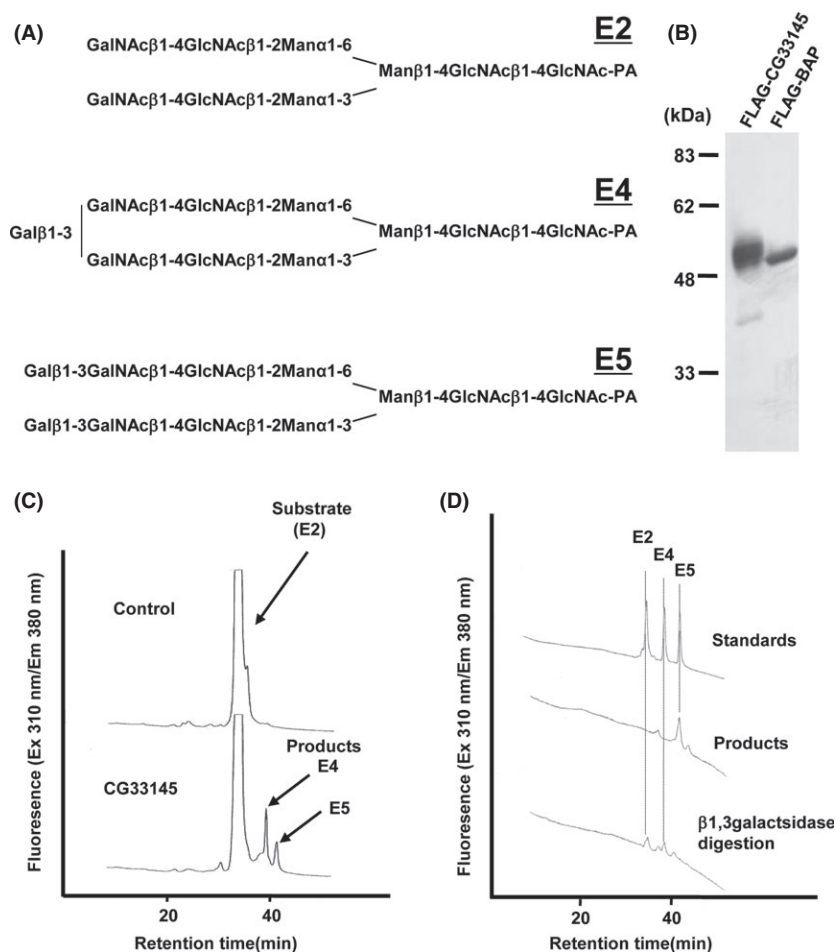 (A)
E2
GalNAcβ1-4GlcNAcβ1-2Manα1-6
Manβ1-4GlcNAcβ1-4GlcNAc-PA
GalNAcβ1-4GlcNAcβ1-2Manα1-3
E4
GalNAcβ1-4GlcNAcβ1-2Manα1-6
Galβ1-3
Manβ1-4GlcNAcβ1-4GlcNAc-PA
GalNAcβ1-4GlcNAcβ1-2Manα1-3
E5
Galβ1-3GalNAcβ1-4GlcNAcβ1-2Manα1-6
Manβ1-4GlcNAcβ1-4GlcNAc-PA
Galβ1-3GalNAcβ1-4GlcNAcβ1-2Manα1-3
(B)
FLAG-CG33145
FLAG-BAP
(kDa)
83
62
48
33
(C)
Substrate
(E2)
Control
Products
E4
CG33145
E5
Fluoresence (Ex 310 nm/Em 380 nm)
20
40
Retention time(min)
(D)
E2
E4
E5
Standards
Products
β1,3galactsidase
digestion
Fluoresence (Ex 310 nm/Em 380 nm)
20
40
Retention time(min)